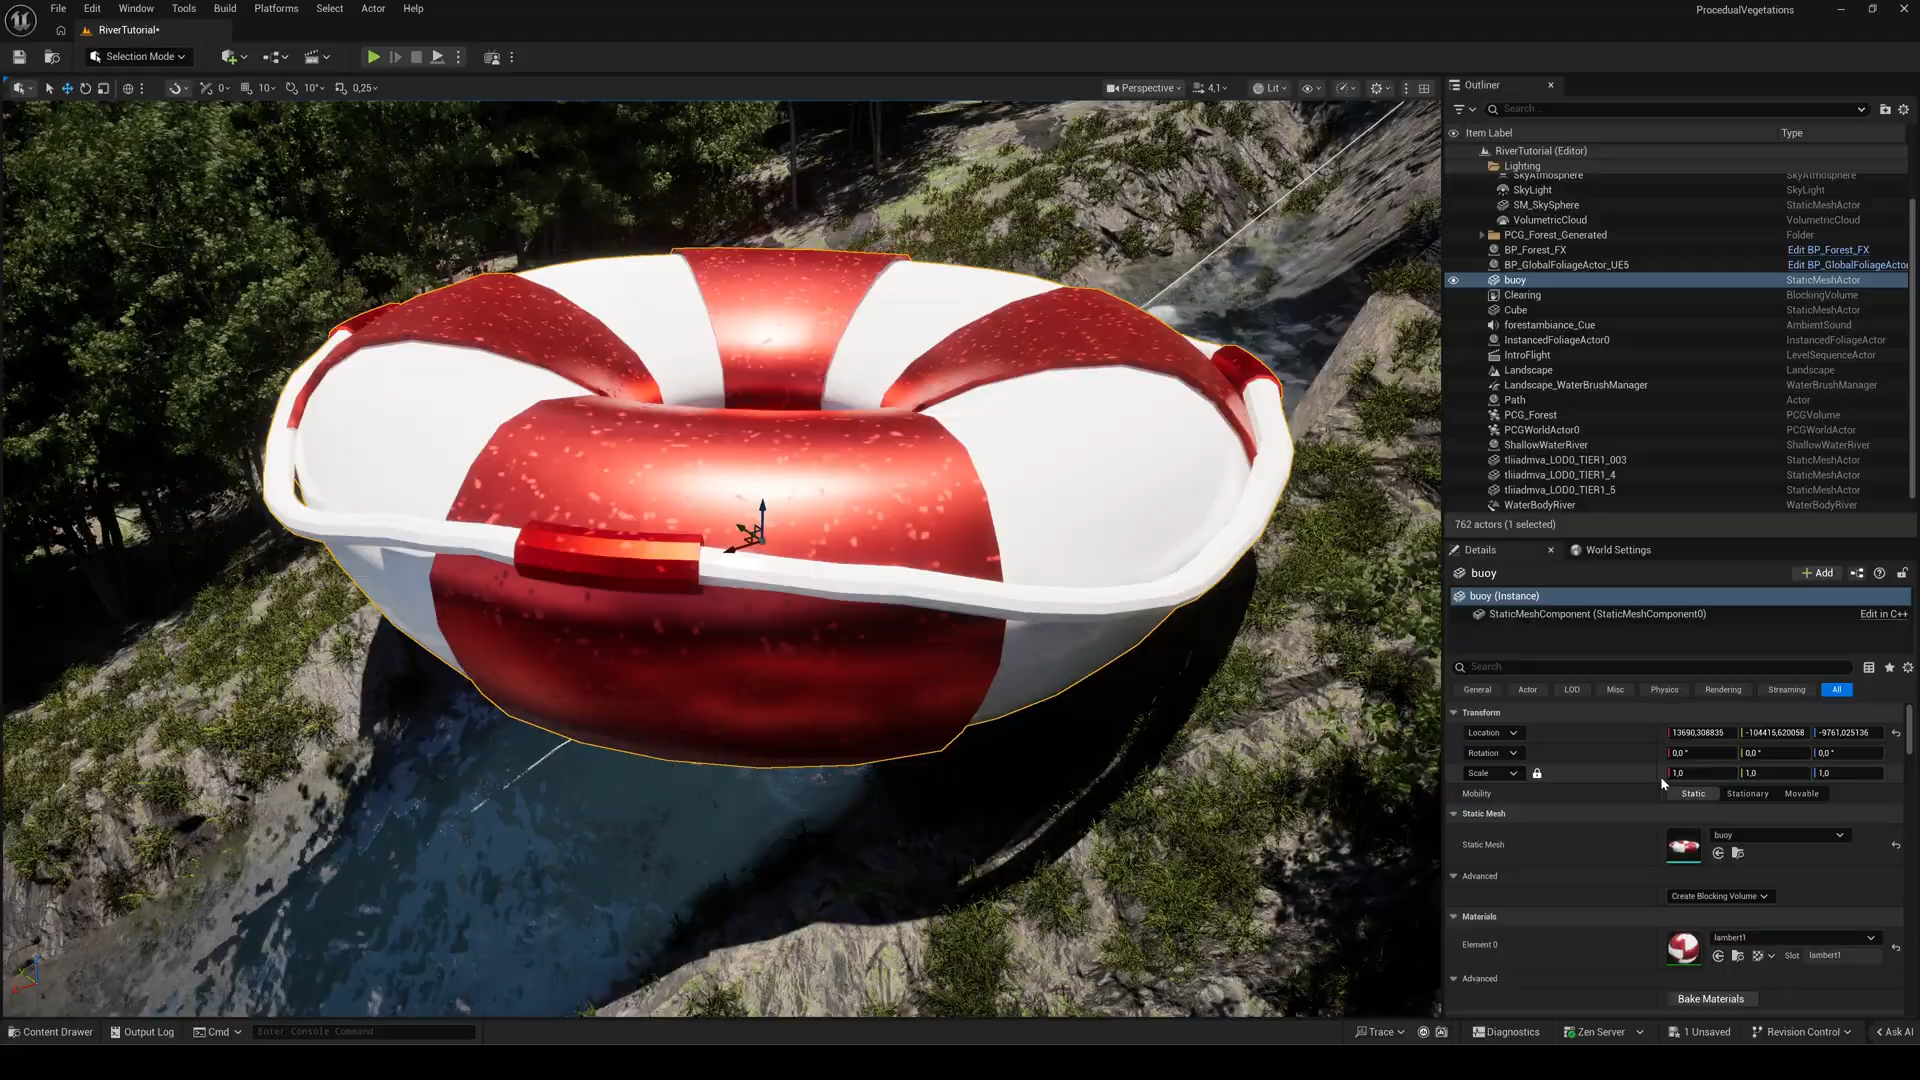 File Edit Window Tools Build Platforms Select Actor Help
ProcedualVegetations
RiverTutorial*
Selection Mode
0 10 10° 0,25
Perspective 4,1 Lit
Outliner
Search...
Item Label Type
RiverTutorial (Editor)
Lighting
SkyAtmosphere SkyAtmosphere
SkyLight SkyLight
SM_SkySphere StaticMeshActor
VolumetricCloud VolumetricCloud
PCG_Forest_Generated Folder
BP_Forest_FX Edit BP_Forest_FX
BP_GlobalFoliageActor_UE5 Edit BP_GlobalFoliageActor
buoy StaticMeshActor
Clearing BlockingVolume
Cube StaticMeshActor
forestambiance_Cue AmbientSound
InstancedFoliageActor0 InstancedFoliageActor
IntroFlight LevelSequenceActor
Landscape Landscape
Landscape_WaterBrushManager WaterBrushManager
Path Actor
PCG_Forest PCGVolume
PCGWorldActor0 PCGWorldActor
ShallowWaterRiver ShallowWaterRiver
tliiadmva_LOD0_TIER1_003 StaticMeshActor
tliiadmva_LOD0_TIER1_4 StaticMeshActor
tliiadmva_LOD0_TIER1_5 StaticMeshActor
WaterBodyRiver WaterBodyRiver
762 actors (1 selected)
Details World Settings
buoy Add
buoy (Instance)
StaticMeshComponent (StaticMeshComponent0) Edit in C++
Search
General Actor LOD Misc Physics Rendering Streaming All
Transform
Location 13690,308835 -104415,620058 -9761,025136
Rotation 0,0 ° 0,0 ° 0,0 °
Scale 1,0 1,0 1,0
Mobility Static Stationary Movable
Static Mesh
Static Mesh buoy
Advanced
Create Blocking Volume
Materials
Element 0 lambert1
Slot lambert1
Advanced
Bake Materials
Content Drawer Output Log Cmd Enter Console Command Trace Diagnostics Zen Server 1 Unsaved Revision Control Ask AI